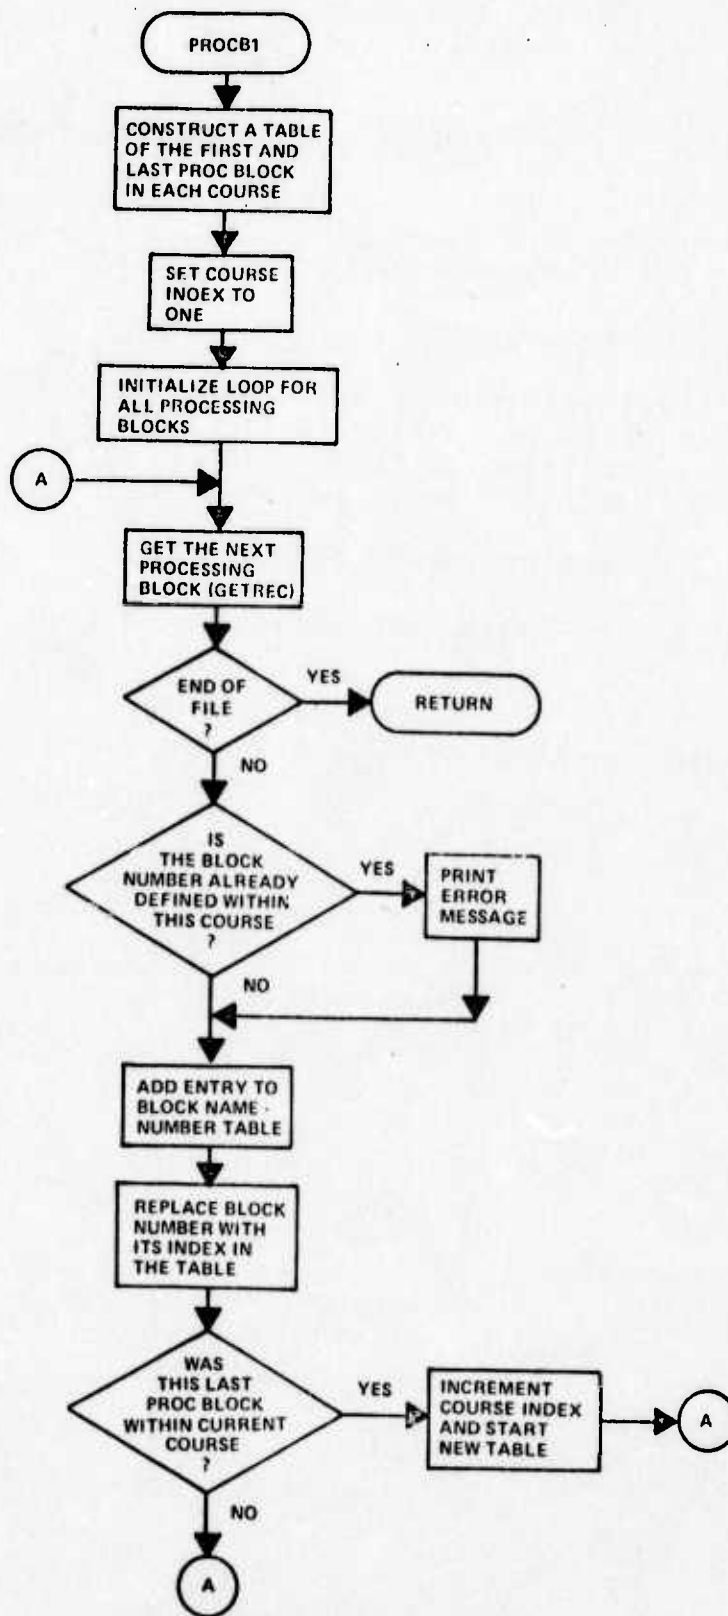 PROCB1
CONSTRUCT A TABLE
OF THE FIRST AND
LAST PROC BLOCK
IN EACH COURSE
SET COURSE
INOEX TO
ONE
INITIALIZE LOOP FOR
ALL PROCESSING
BLOCKS
A
GET THE NEXT
PROCESSING
BLOCK (GETREC)
END OF
FILE
?
YES
RETURN
NO
IS
THE BLOCK
NUMBER ALREADY
DEFINED WITHIN
THIS COURSE
?
YES
PRINT
ERROR
MESSAGE
NO
ADD ENTRY TO
BLOCK NAME -
NUMBER TABLE
REPLACE BLOCK
NUMBER WITH
ITS INDEX IN
THE TABLE
WAS
THIS LAST
PROC BLOCK
WITHIN CURRENT
COURSE
?
YES
INCREMENT
COURSE INDEX
AND START
NEW TABLE
A
NO
A